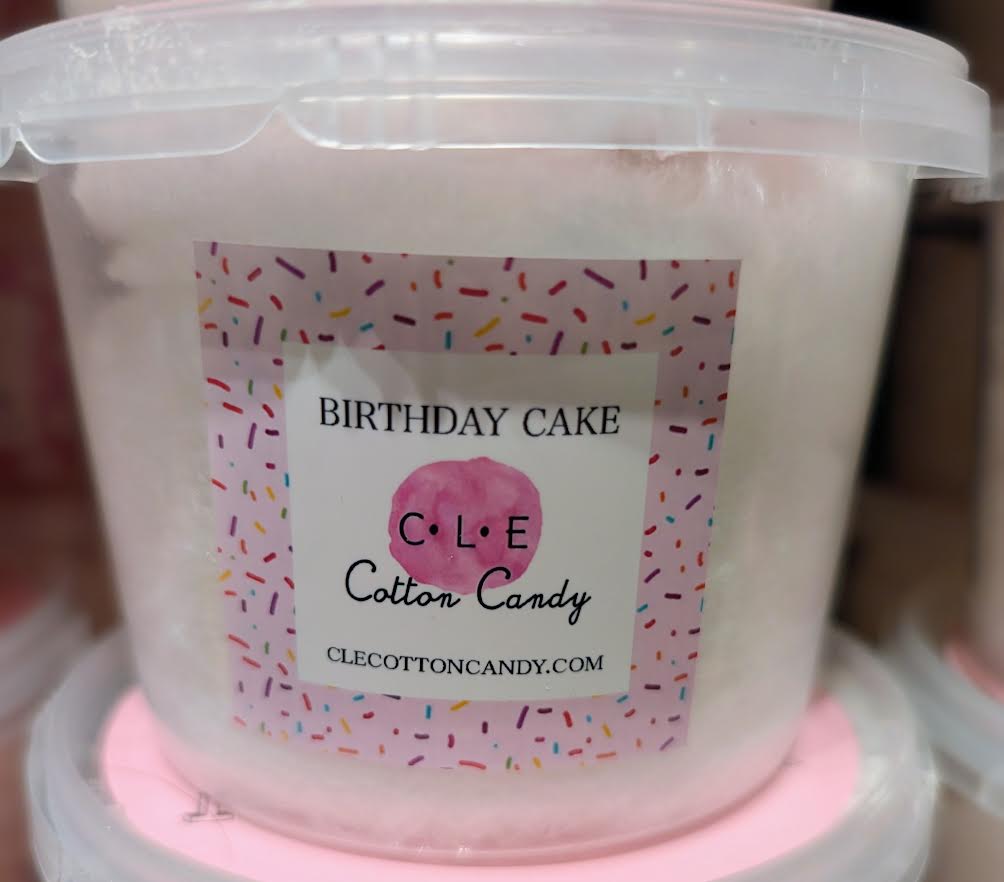 BIRTHDAY CAKE
C•L•E
Cotton Candy
CLECOTTONCANDY.COM